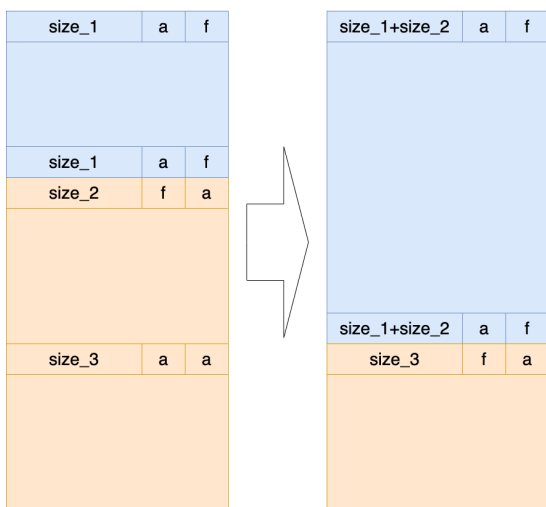 size_1 a f
size_1 a f
size_2 f a
size_3 a a
size_1+size_2 a f
size_1+size_2 a f
size_3 f a